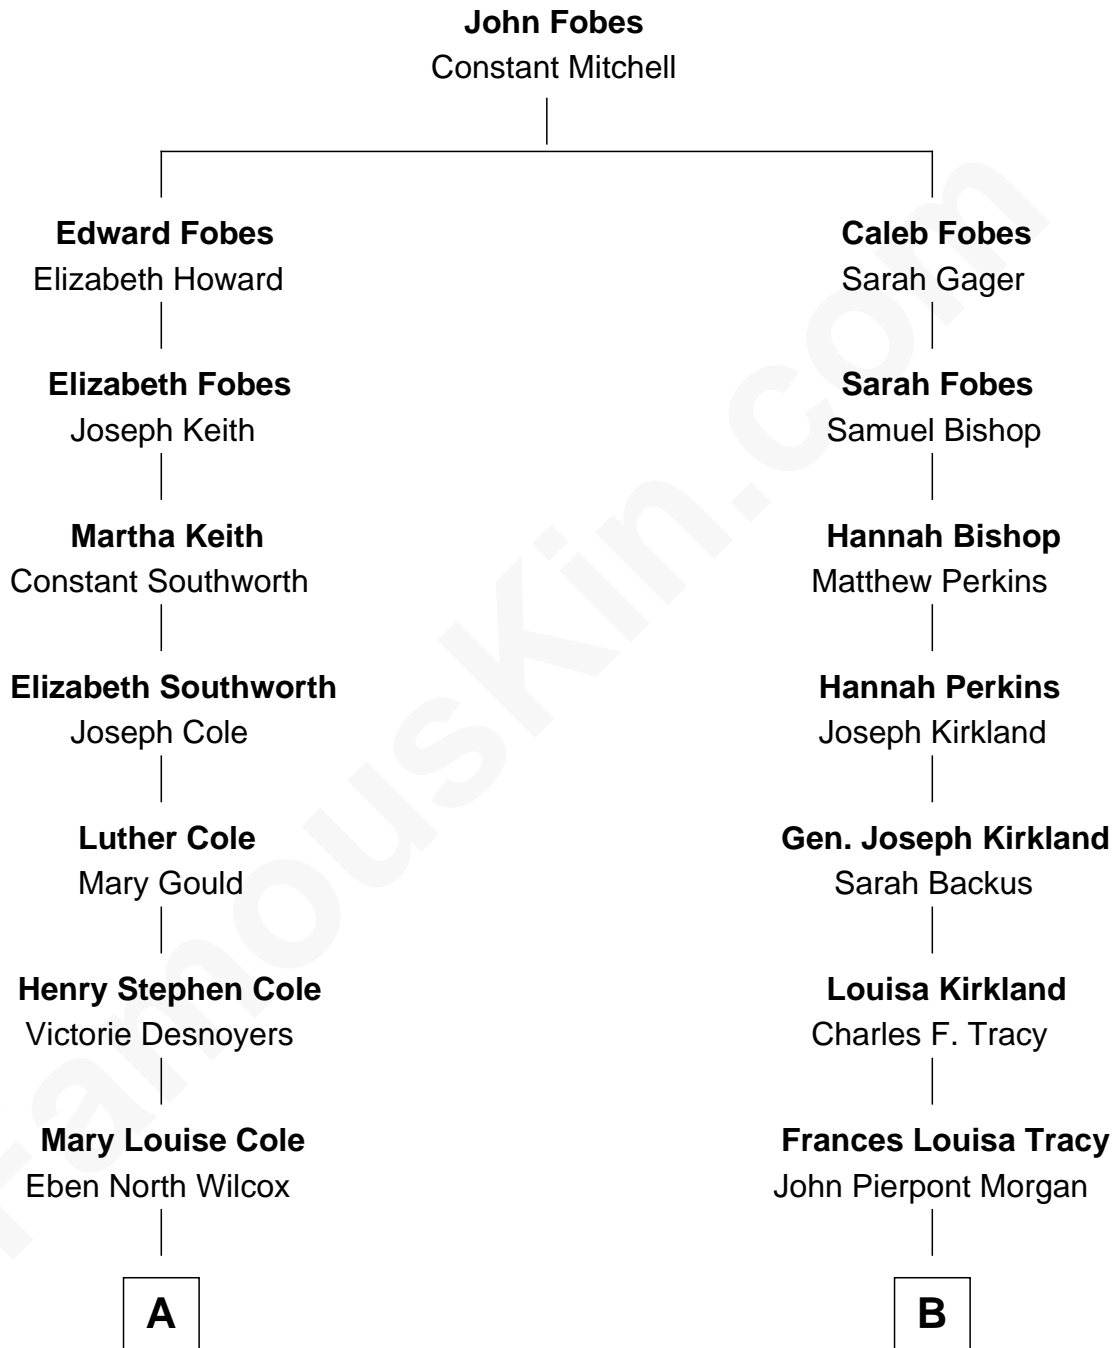 John Fobes
Constant Mitchell
Edward Fobes
Elizabeth Howard
Caleb Fobes
Sarah Gager
Elizabeth Fobes
Joseph Keith
Sarah Fobes
Samuel Bishop
Martha Keith
Constant Southworth
Hannah Bishop
Matthew Perkins
Elizabeth Southworth
Joseph Cole
Hannah Perkins
Joseph Kirkland
Luther Cole
Mary Gould
Gen. Joseph Kirkland
Sarah Backus
Henry Stephen Cole
Victorie Desnoyers
Louisa Kirkland
Charles F. Tracy
Mary Louise Cole
Eben North Wilcox
Frances Louisa Tracy
John Pierpont Morgan
A
B
FamousKin.com